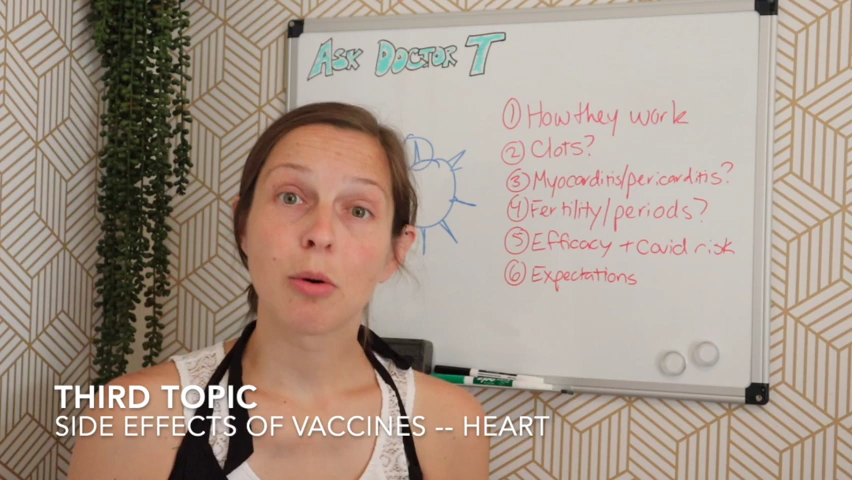 ASK DOCTOR T
① How they work
② Clots?
③ Myocarditis/pericarditis?
④ Fertility/periods?
⑤ Efficacy + Covid risk
⑥ Expectations
THIRD TOPIC
SIDE EFFECTS OF VACCINES -- HEART